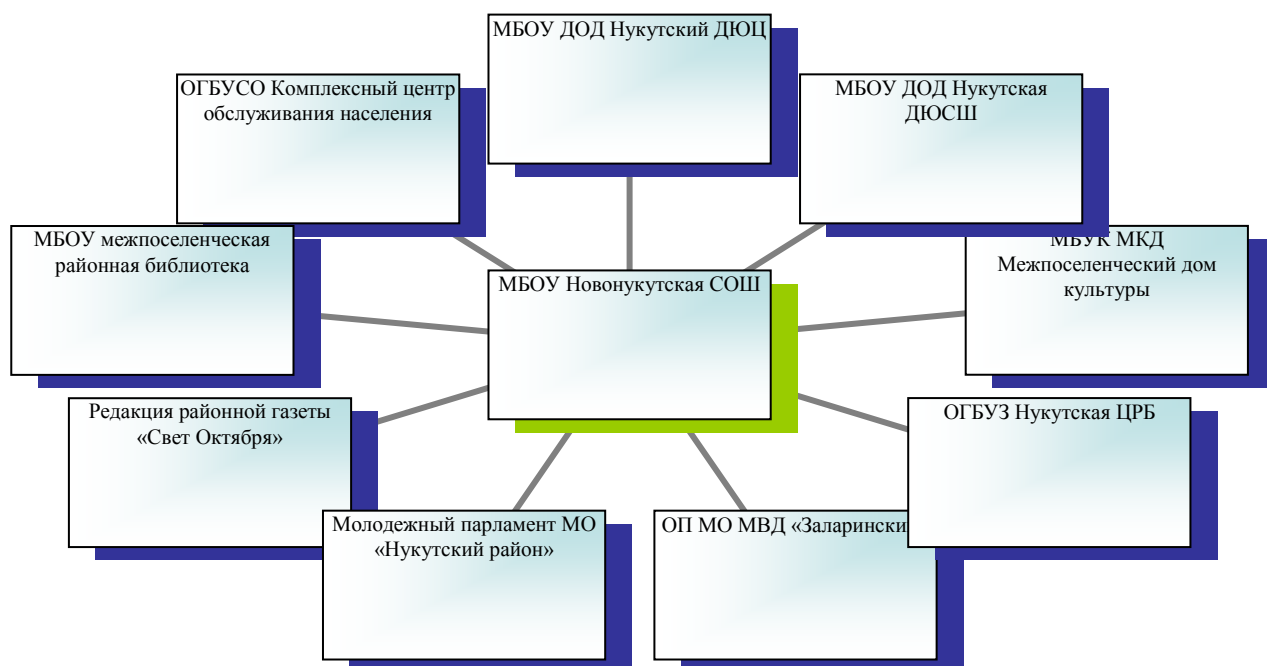 МБОУ ДОД Нукутский ДЮЦ
ОГБУСО Комплексный центр
обслуживания населения
МБОУ ДОД Нукутская
ДЮСШ
МБОУ межпоселенческая
районная библиотека
МБУК МКД
Межпоселенческий дом
культуры
МБОУ Новонукутская СОШ
Редакция районной газеты
«Свет Октября»
ОГБУЗ Нукутская ЦРБ
Молодежный парламент МО
«Нукутский район»
ОП МО МВД «Заларински